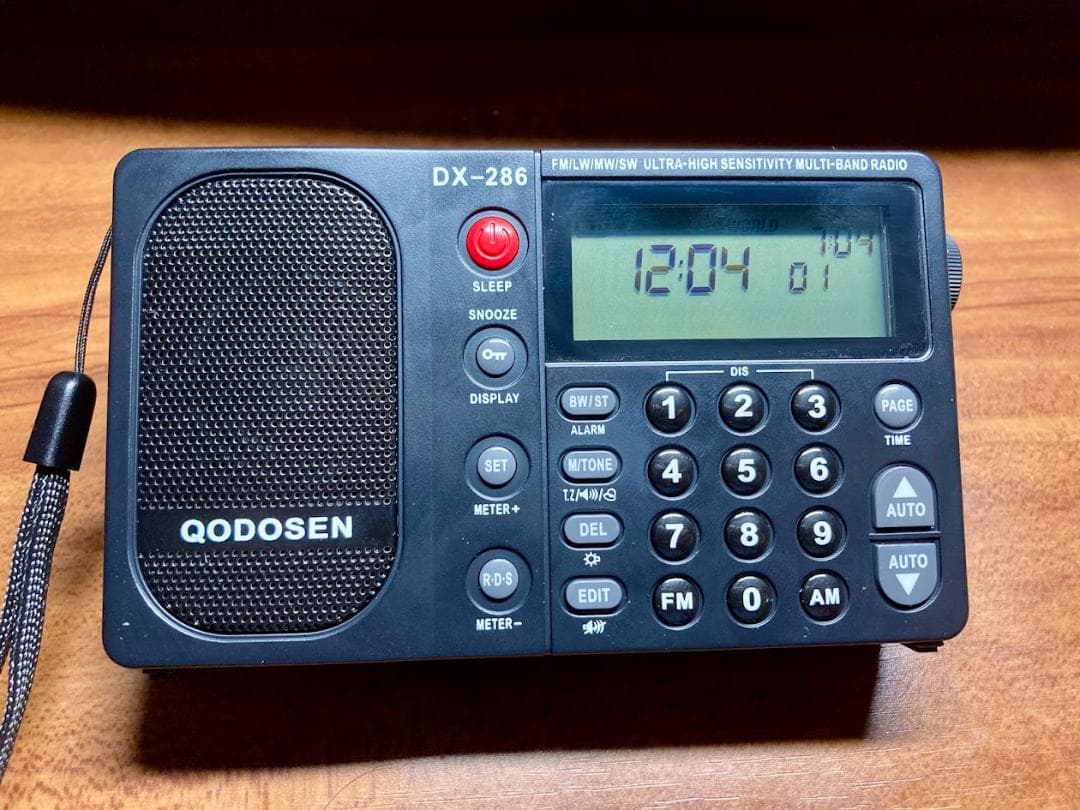 DX-286
SLEEP
SNOOZE
DISPLAY
SET
METER+
R·D·S
METER-
QODOSEN
FM/LW/MW/SW ULTRA-HIGH SENSITIVITY MULTI-BAND RADIO
WORLD
7:04
12:04
01
DIS
BW/ST
ALARM
1 2 3
PAGE
TIME
M/TONE
T.Z/
4 5 6
AUTO
DEL
7 8 9
AUTO
EDIT
FM 0 AM